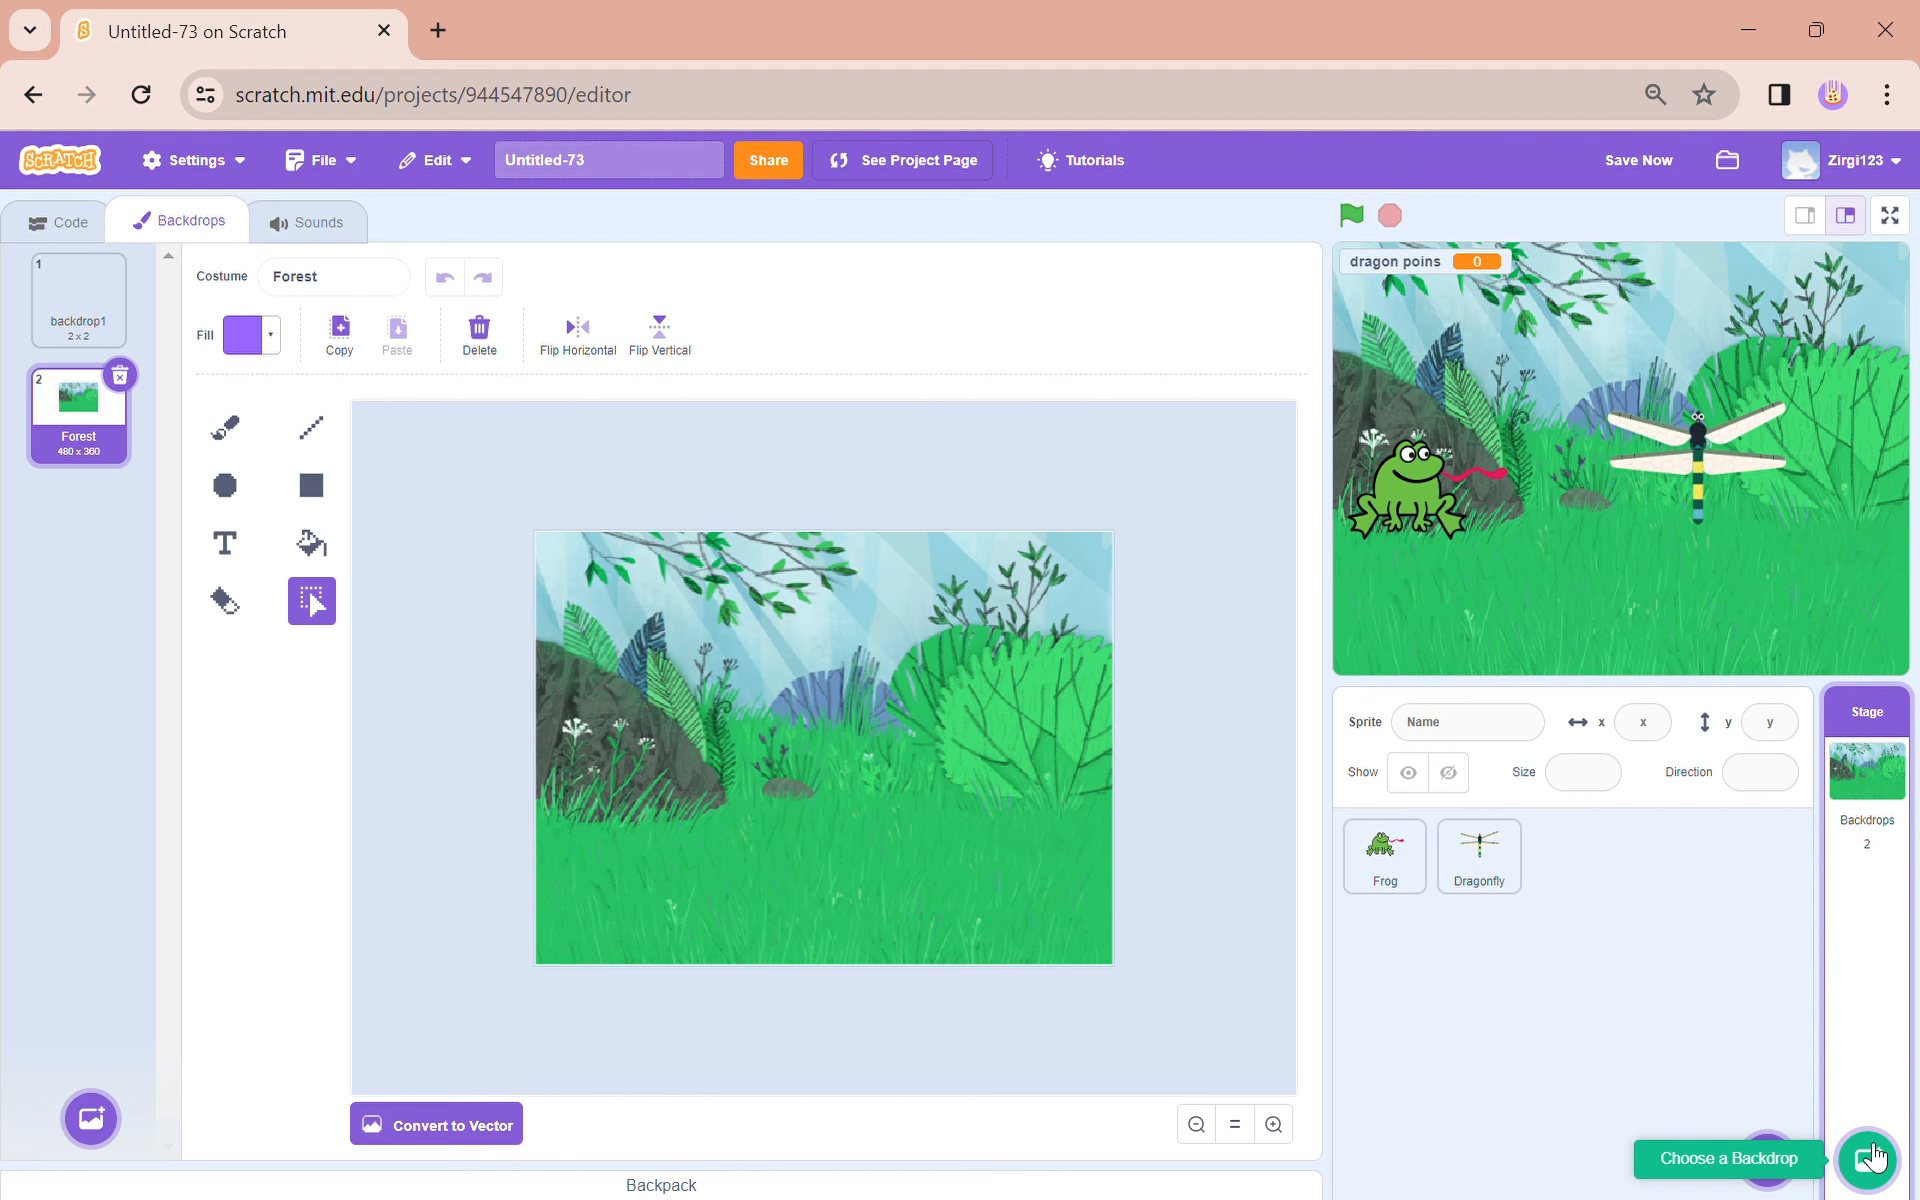 Untitled-73 on Scratch
scratch.mit.edu/projects/944547890/editor
SCRATCH Settings File Edit Untitled-73 Share See Project Page Tutorials Save Now Zirgi123
Code Backdrops Sounds
1
backdrop1
2 x 2
2
Forest
480 x 360
Costume Forest
Fill Copy Paste Delete Flip Horizontal Flip Vertical
T
Convert to Vector
=
Backpack
dragon poins 0
Sprite Name x x y y
Show Size Direction
Frog
Dragonfly
Stage
Backdrops
2
Choose a Backdrop